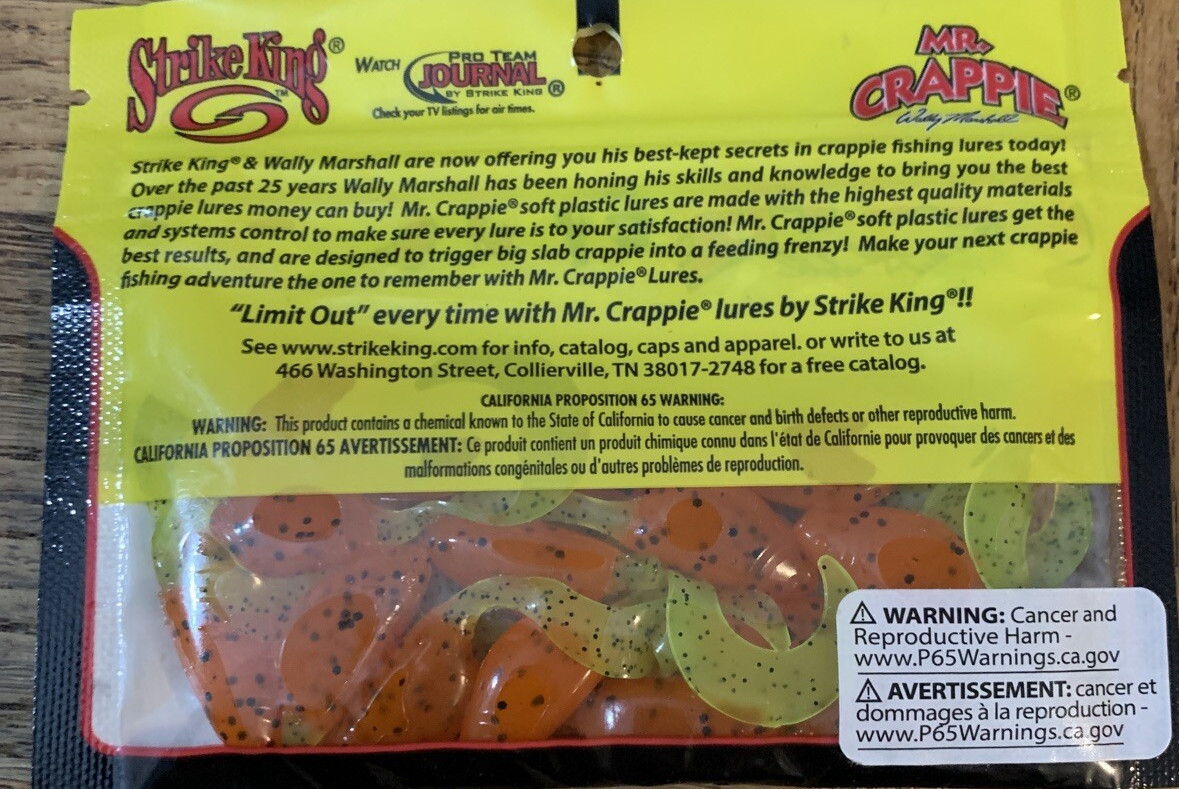 Strike King®
TM
WATCH PRO TEAM JOURNAL BY STRIKE KING ®
Check your TV listings for air times.
MR. CRAPPIE®
Wally Marshall
Strike King® & Wally Marshall are now offering you his best-kept secrets in crappie fishing lures today!
Over the past 25 years Wally Marshall has been honing his skills and knowledge to bring you the best
crappie lures money can buy! Mr. Crappie® soft plastic lures are made with the highest quality materials
and systems control to make sure every lure is to your satisfaction! Mr. Crappie® soft plastic lures get the
best results, and are designed to trigger big slab crappie into a feeding frenzy! Make your next crappie
fishing adventure the one to remember with Mr. Crappie® Lures.
"Limit Out" every time with Mr. Crappie® lures by Strike King®!!
See www.strikeking.com for info, catalog, caps and apparel. or write to us at
466 Washington Street, Collierville, TN 38017-2748 for a free catalog.
CALIFORNIA PROPOSITION 65 WARNING:
WARNING: This product contains a chemical known to the State of California to cause cancer and birth defects or other reproductive harm.
CALIFORNIA PROPOSITION 65 AVERTISSEMENT: Ce produit contient un produit chimique connu dans l'état de Californie pour provoquer des cancers et des
malformations congénitales ou d'autres problèmes de reproduction.
⚠ WARNING: Cancer and
Reproductive Harm -
www.P65Warnings.ca.gov
⚠ AVERTISSEMENT: cancer et
dommages à la reproduction -
www.P65Warnings.ca.gov